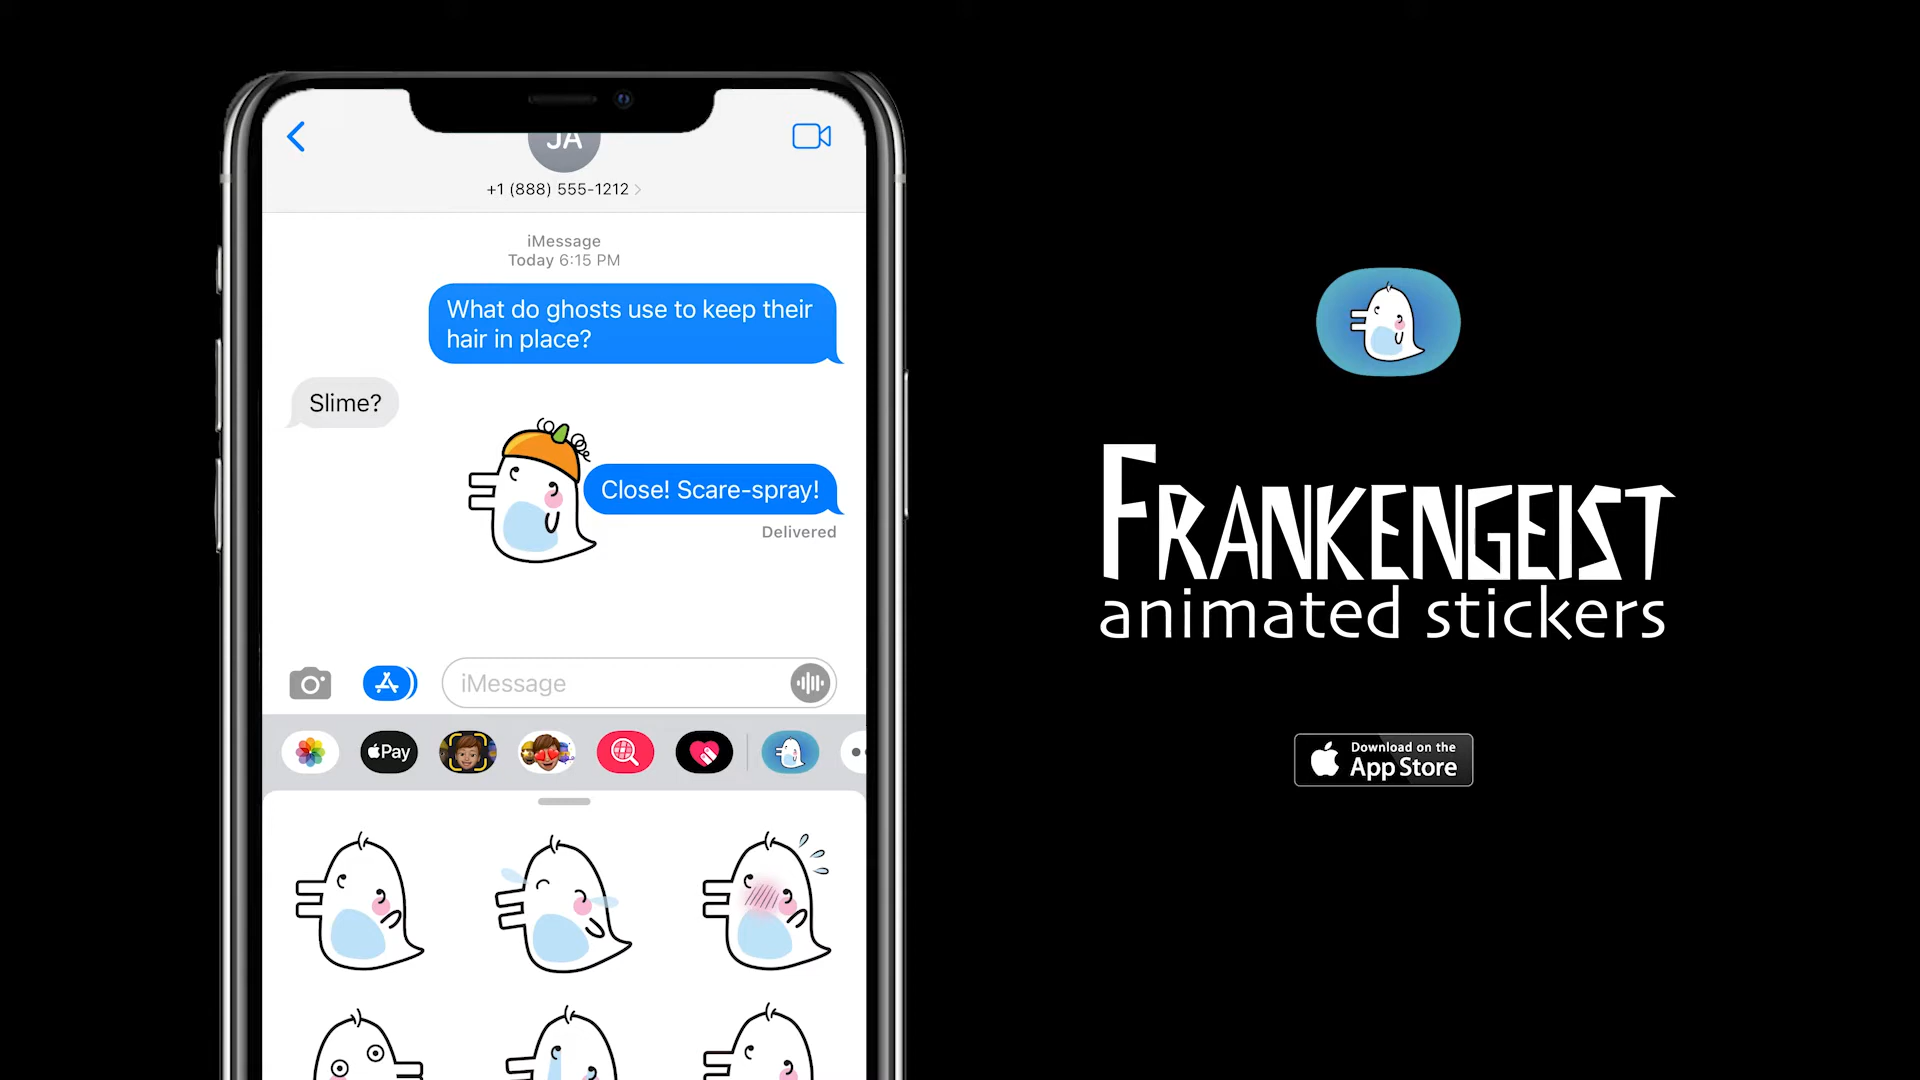 JA
+1 (888) 555-1212
iMessage
Today 6:15 PM
What do ghosts use to keep their
hair in place?
Slime?
Close! Scare-spray!
Delivered
iMessage
Pay
FRANKENGEIST
animated stickers
Download on the
App Store